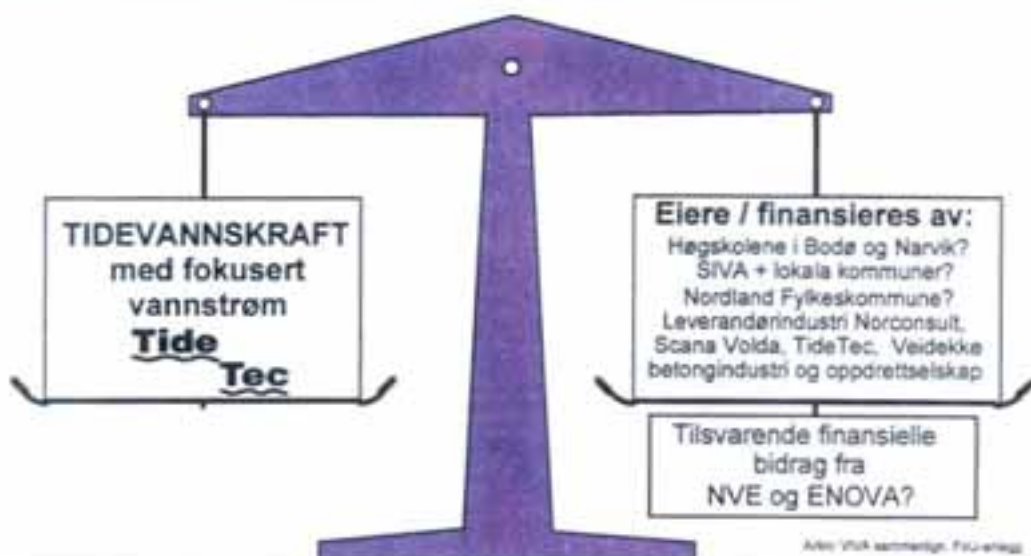 TIDEVANNSKRAFT
med fokusert
vannstrøm
Tide
Tec
Eiere / finansieres av:
Høgskolene i Bodø og Narvik?
SIVA + lokala kommuner?
Nordland Fylkeskommune?
Leverandørindustri Norconsult,
Scana Volda, TideTec, Veidekke
betongindustri og oppdrettselskap
Tilsvarende finansielle
bidrag fra
NVE og ENOVA?